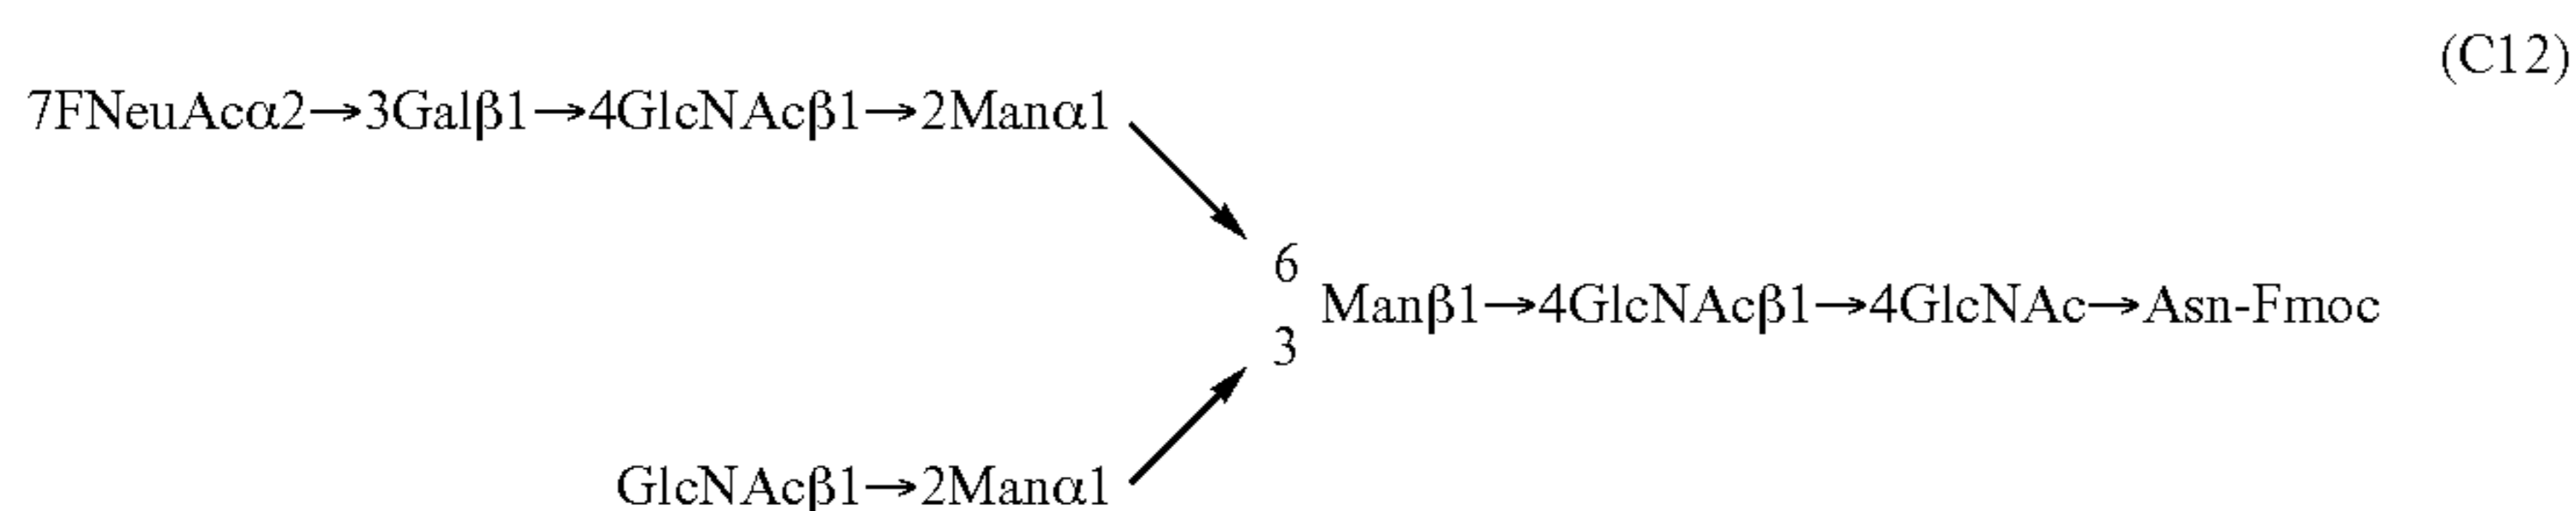 (C12)
7FNeuAcα2→3Galβ1→4GlcNAcβ1→2Manα1
6
Manβ1→4GlcNAcβ1→4GlcNAc→Asn-Fmoc
3
GlcNAcβ1→2Manα1